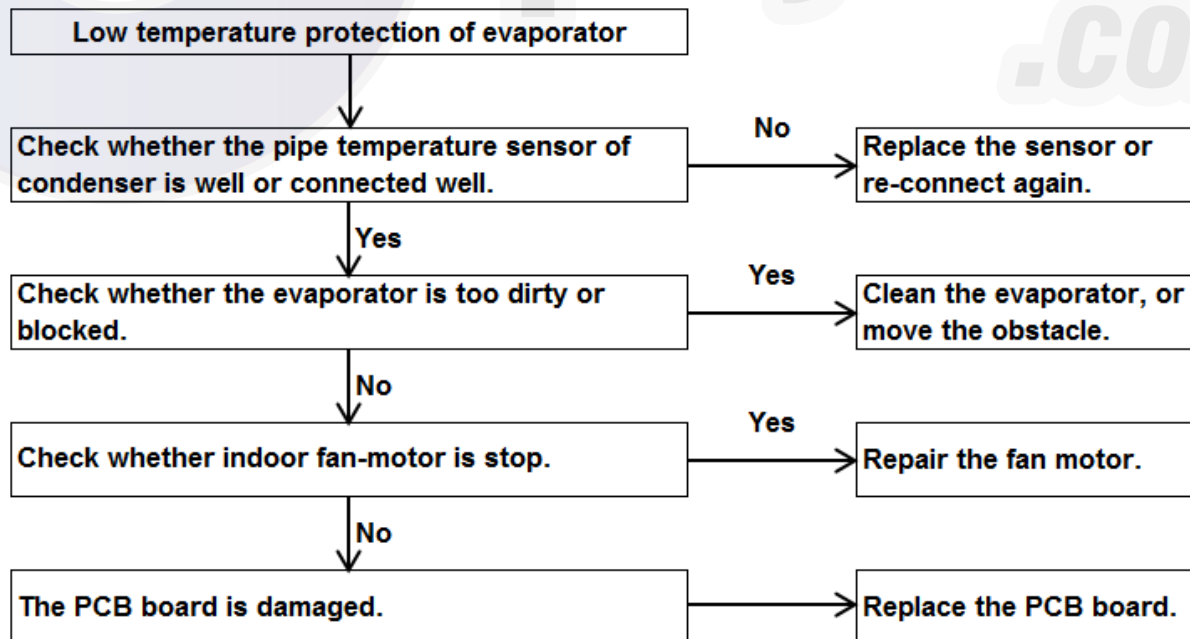 Low temperature protection of evaporator
.co
Check whether the pipe temperature sensor of
condenser is well or connected well.
No
Replace the sensor or
re-connect again.
Yes
Check whether the evaporator is too dirty or
blocked.
Yes
Clean the evaporator, or
move the obstacle.
No
Check whether indoor fan-motor is stop.
Yes
Repair the fan motor.
No
The PCB board is damaged.
Replace the PCB board.